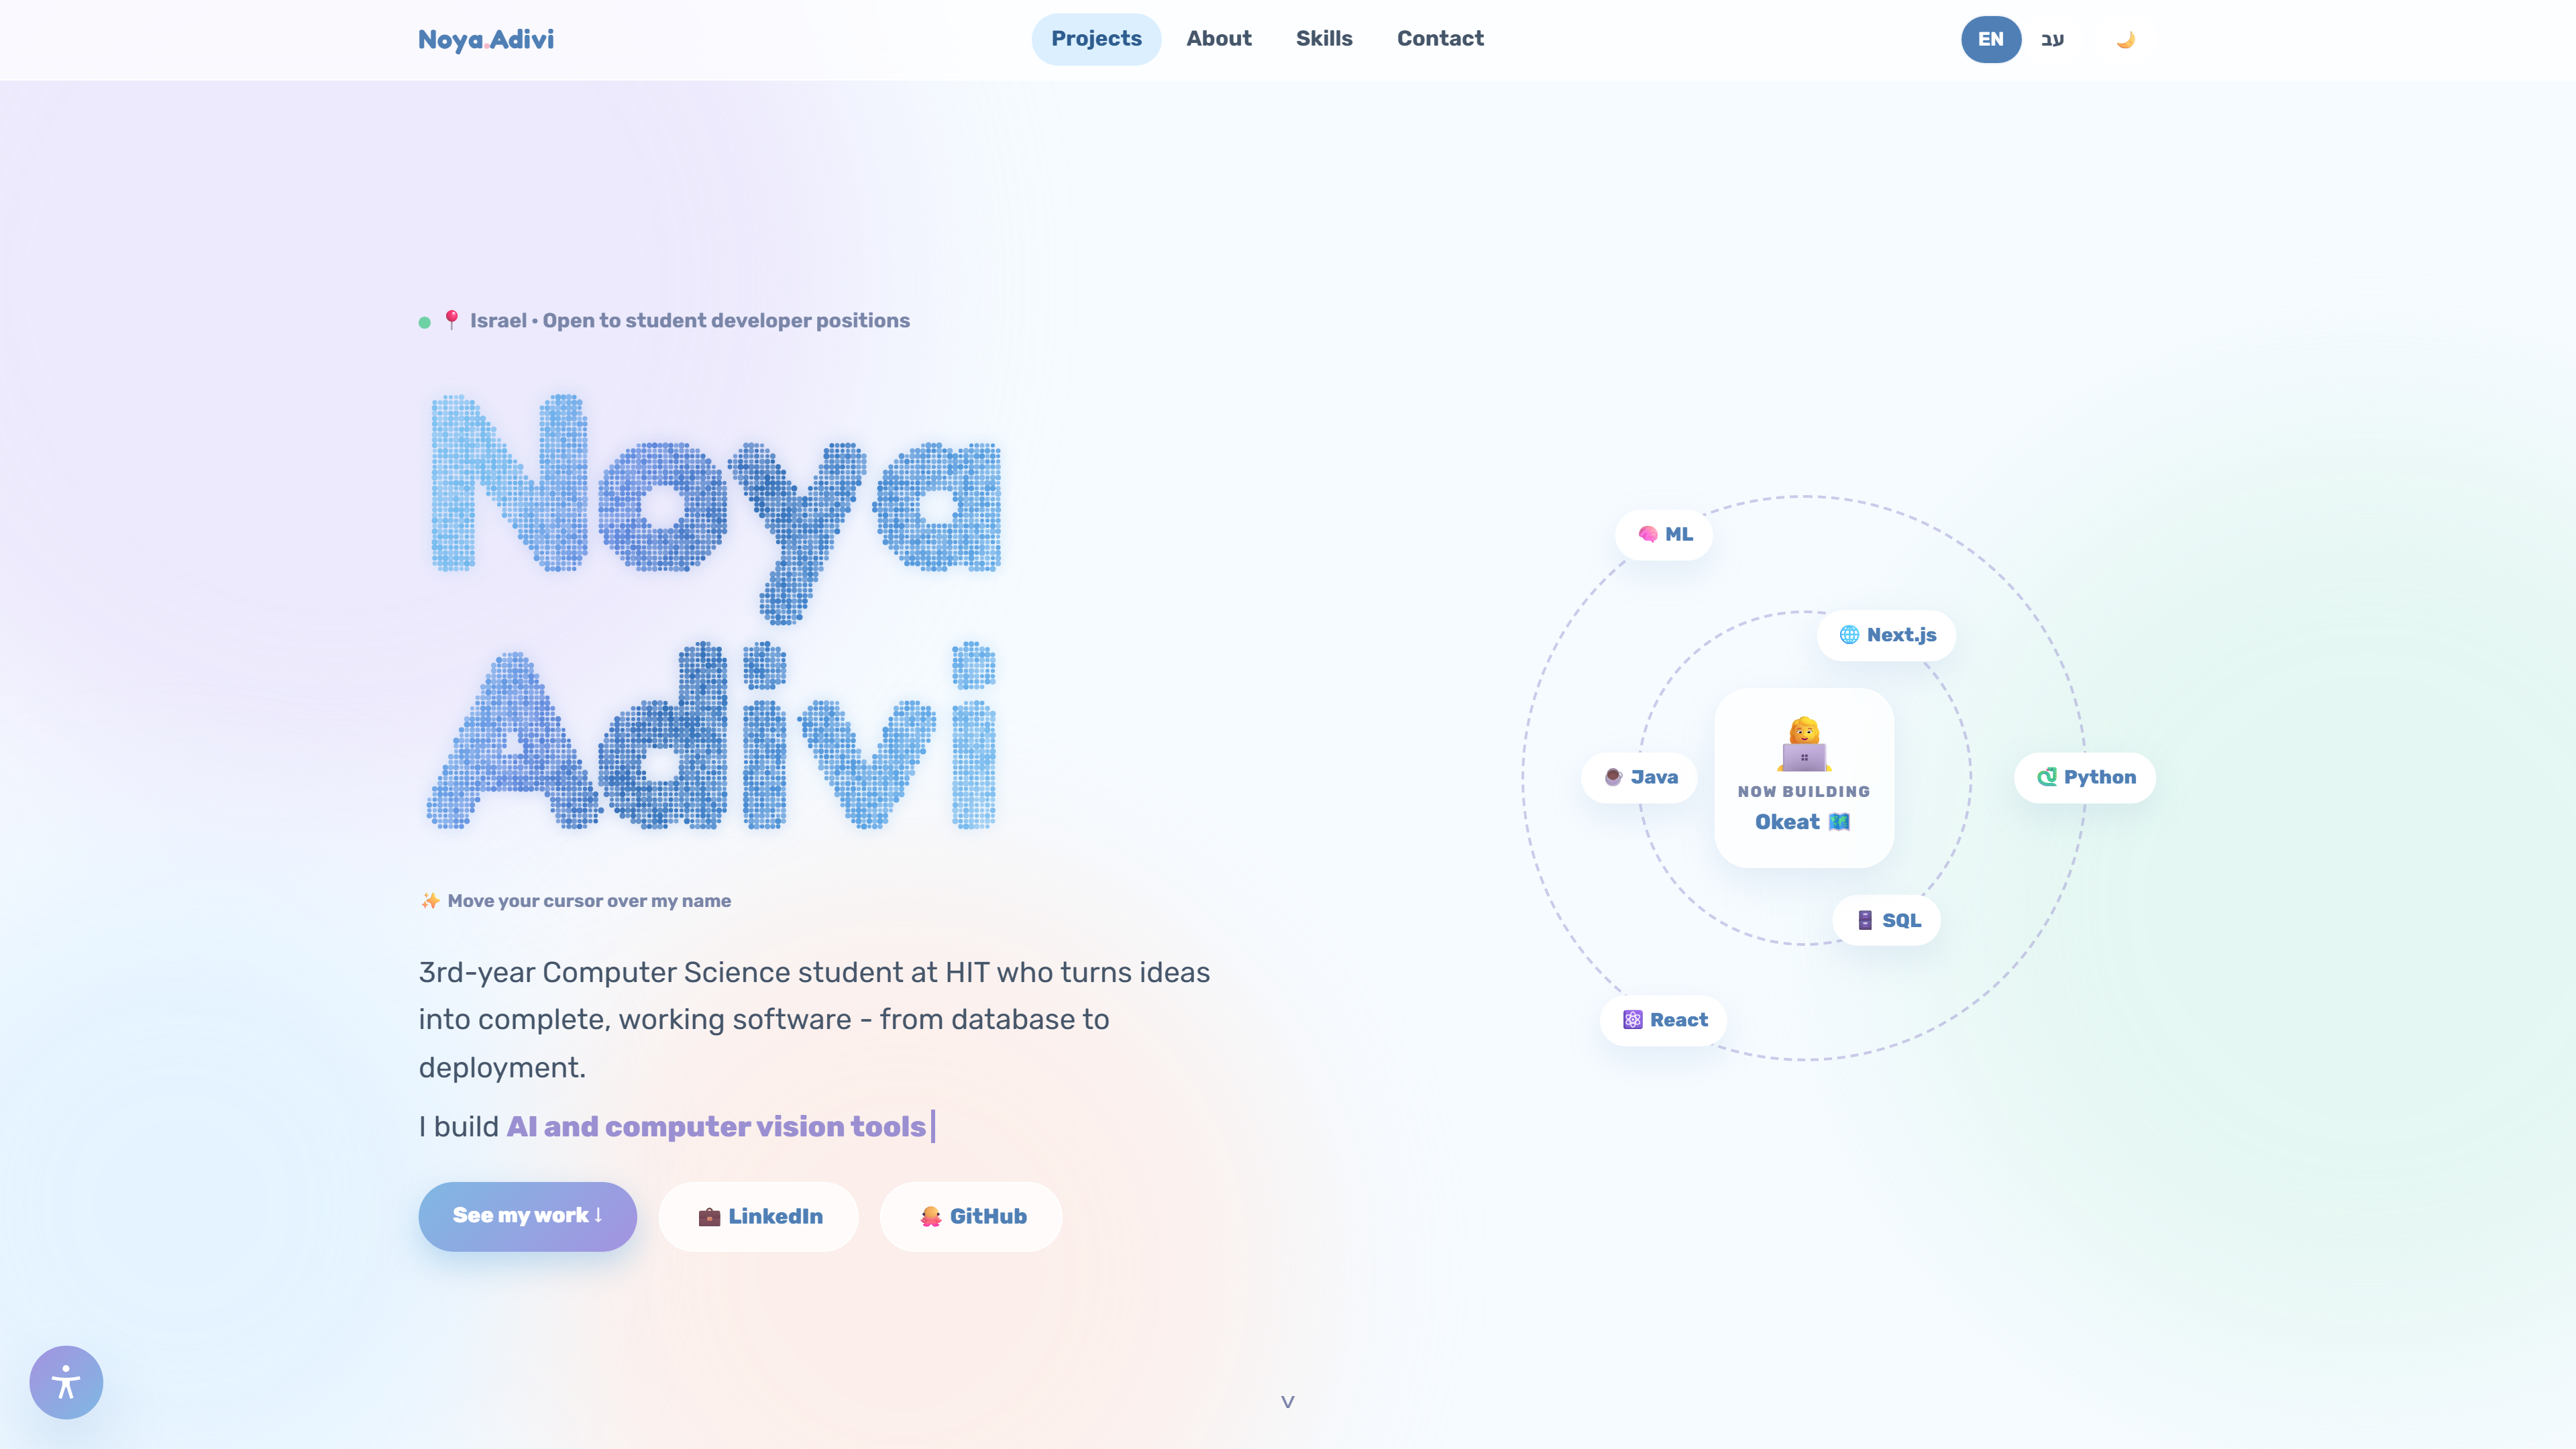 Noya.Adivi
Projects
About
Skills
Contact
EN
עב
Israel • Open to student developer positions
Noya
Adivi
Move your cursor over my name
3rd-year Computer Science student at HIT who turns ideas
into complete, working software - from database to
deployment.
I build AI and computer vision tools
See my work ↓
LinkedIn
GitHub
ML
Next.js
Java
NOW BUILDING
Okeat
Python
SQL
React